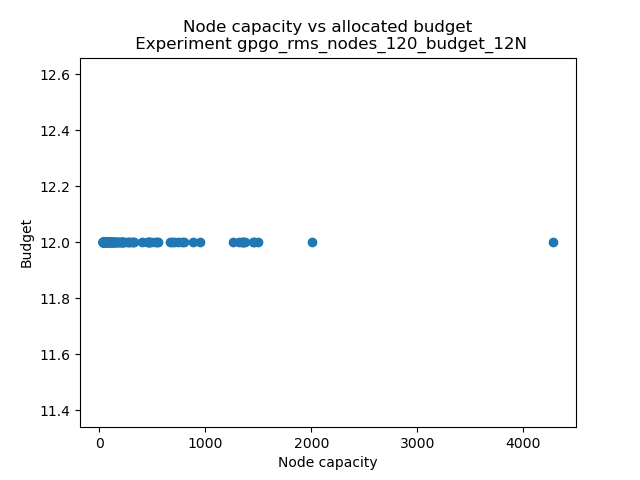 Node capacity vs allocated budget
Experiment gpgo_rms_nodes_120_budget_12N
12.6
12.4
12.2
12.0
11.8
11.6
11.4
Budget
0 1000 2000 3000 4000
Node capacity